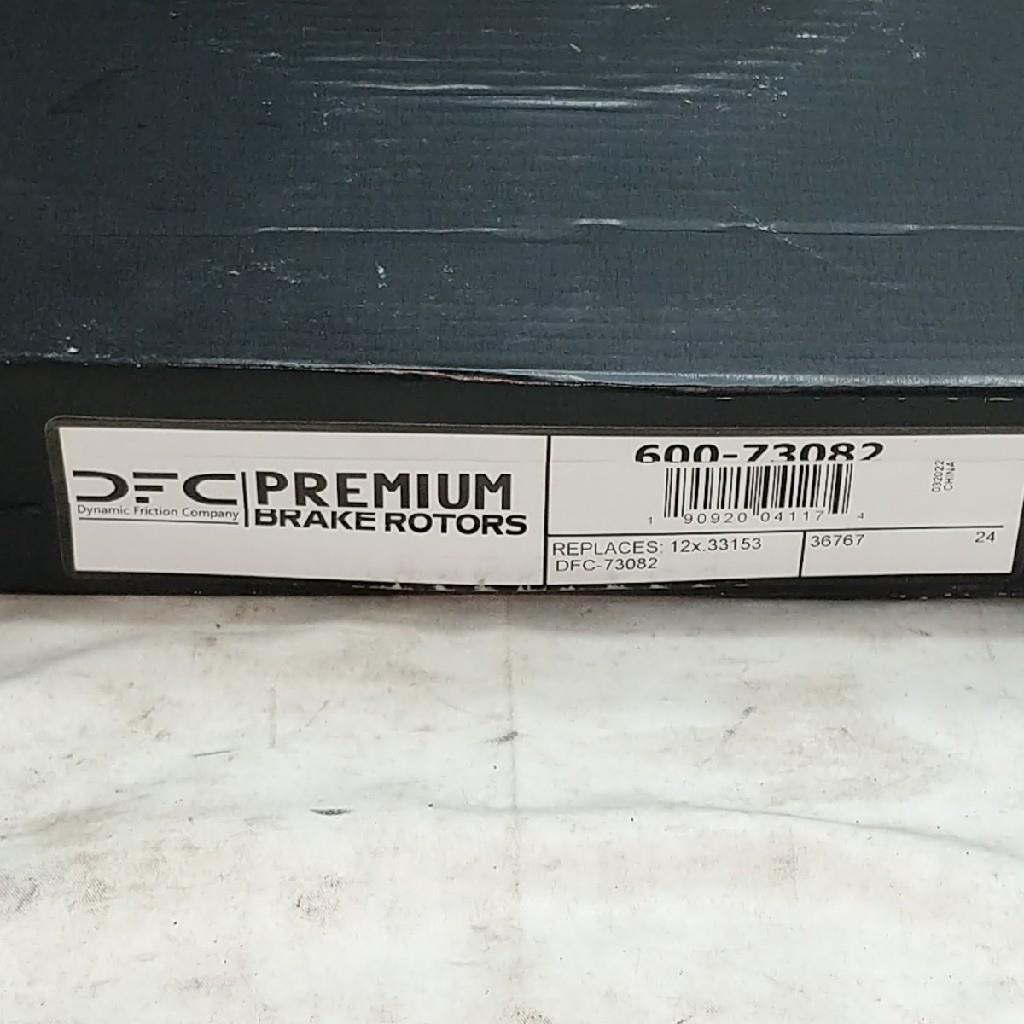 DFC
Dynamic Friction Company
PREMIUM
BRAKE ROTORS
600-73082
1 90920 04117 4
032022
CHINA
REPLACES: 12x.33153
DFC-73082
36767
24